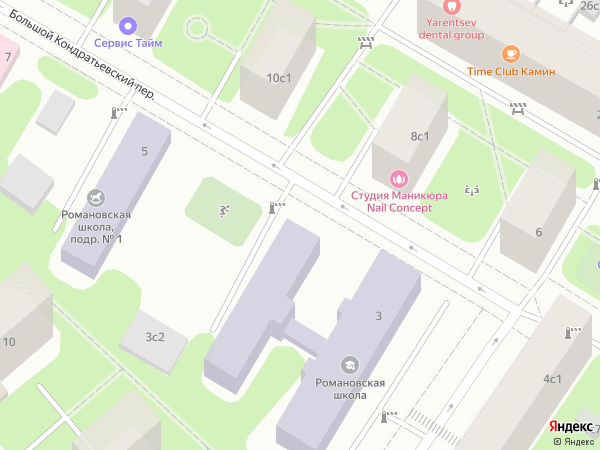 26с
Yarentsev
dental group
Большой Кондратьевский пер.
Сервис Тайм
7
10с1
Time Club Камин
2
8с1
5
Студия Маникюра
Nail Concept
Романовская
школа,
подр. № 1
6
3с2
3
10
Романовская
школа
4с1
Яндекс
© Яндекс